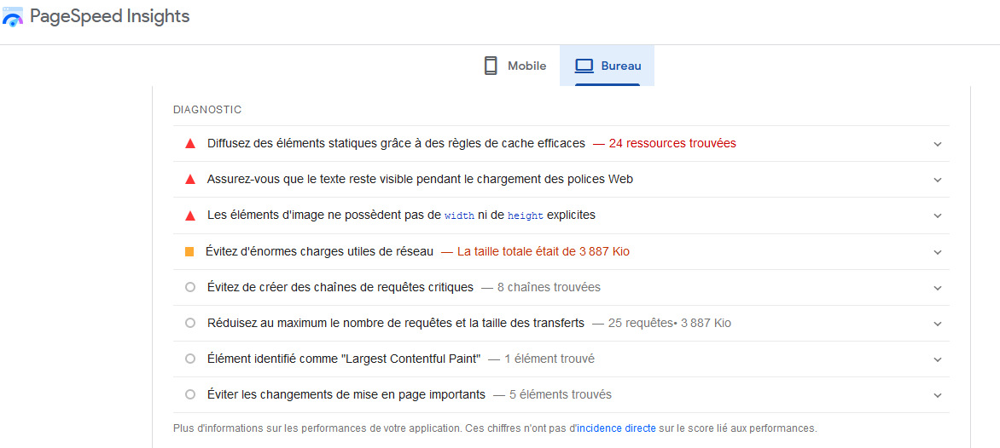 PageSpeed Insights
Mobile
Bureau
DIAGNOSTIC
Diffusez des éléments statiques grâce à des règles de cache efficaces — 24 ressources trouvées
Assurez-vous que le texte reste visible pendant le chargement des polices Web
Les éléments d'image ne possèdent pas de width ni de height explicites
Évitez d'énormes charges utiles de réseau — La taille totale était de 3 887 Kio
Évitez de créer des chaînes de requêtes critiques — 8 chaînes trouvées
Réduisez au maximum le nombre de requêtes et la taille des transferts — 25 requêtes• 3 887 Kio
Élément identifié comme "Largest Contentful Paint" — 1 élément trouvé
Éviter les changements de mise en page importants — 5 éléments trouvés
Plus d'informations sur les performances de votre application. Ces chiffres n'ont pas d'incidence directe sur le score lié aux performances.